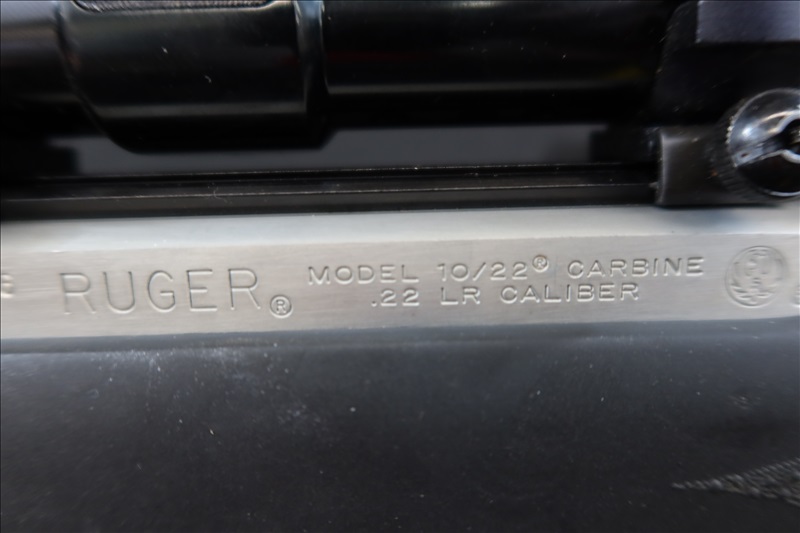 RUGER®
MODEL 10/22® CARBINE
.22 LR CALIBER